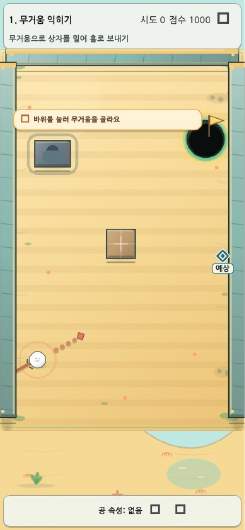 1. 무거움 익히기
시도 0 점수 1000
무거움으로 상자를 밀어 홀로 보내기
바위를 눌러 무거움을 골라요
예상
공 속성: 없음